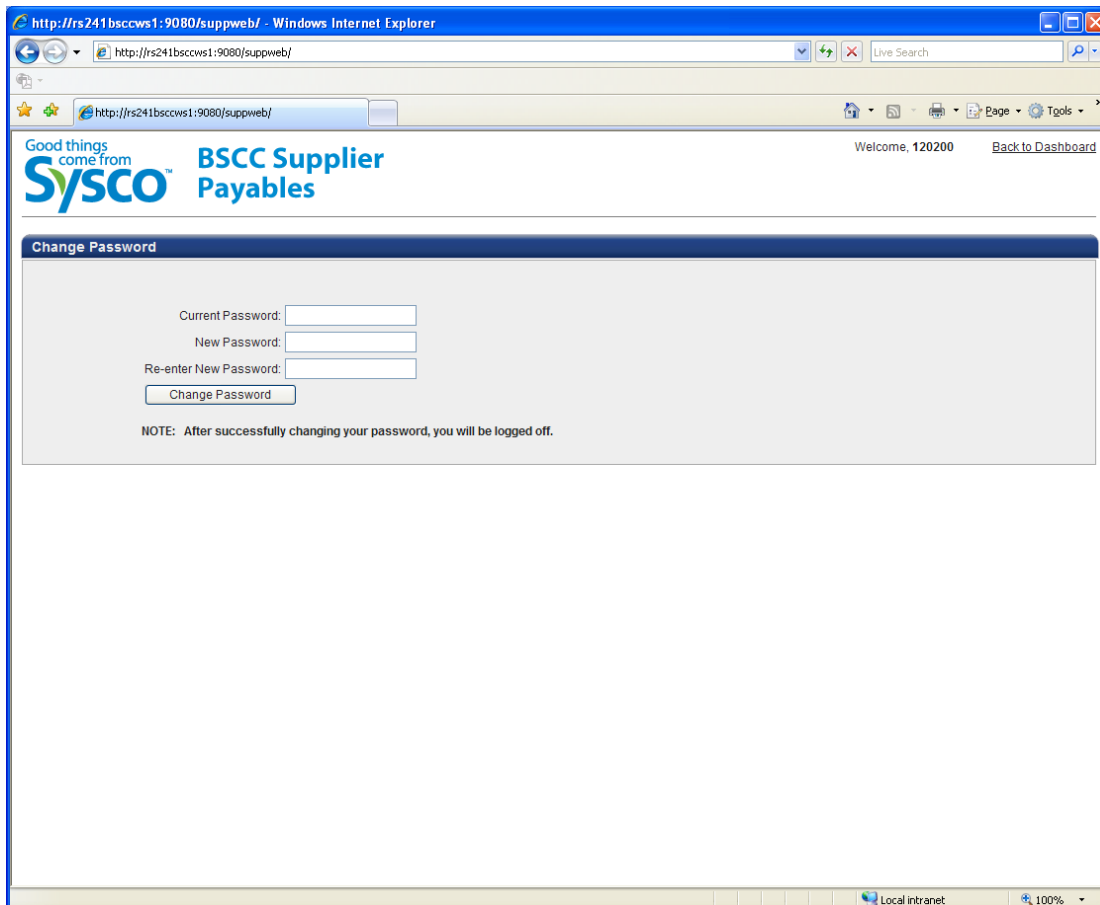 http://rs241bsccws1:9080/suppweb/ - Windows Internet Explorer
http://rs241bsccws1:9080/suppweb/
Live Search
http://rs241bsccws1:9080/suppweb/
Page
Tools
Good things
come from
Sysco™
BSCC Supplier
Payables
Welcome, 120200
Back to Dashboard
Change Password
Current Password:
New Password:
Re-enter New Password:
Change Password
NOTE: After successfully changing your password, you will be logged off.
Local intranet
100%